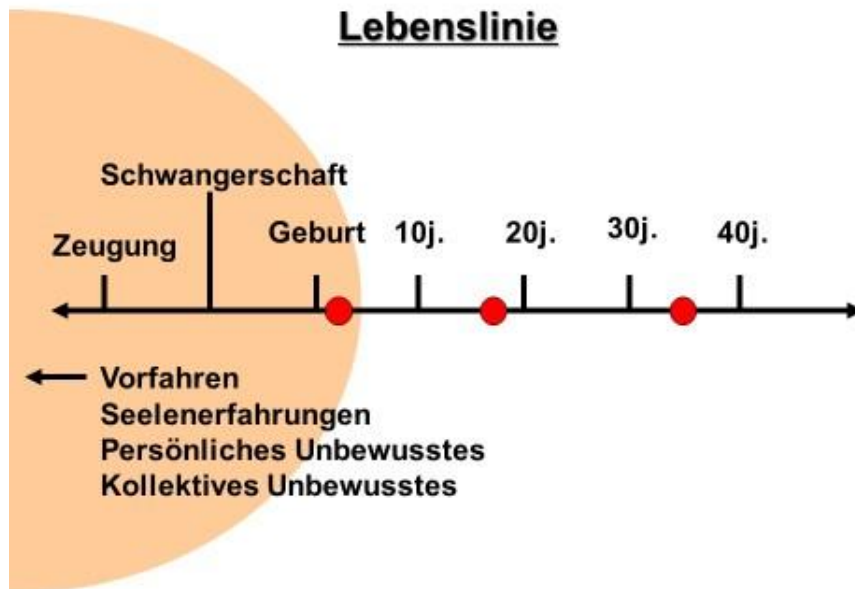 Lebenslinie
Schwangerschaft
Zeugung
Geburt
10j.
20j.
30j.
40j.
Vorfahren
Seelenerfahrungen
Persönliches Unbewusstes
Kollektives Unbewusstes